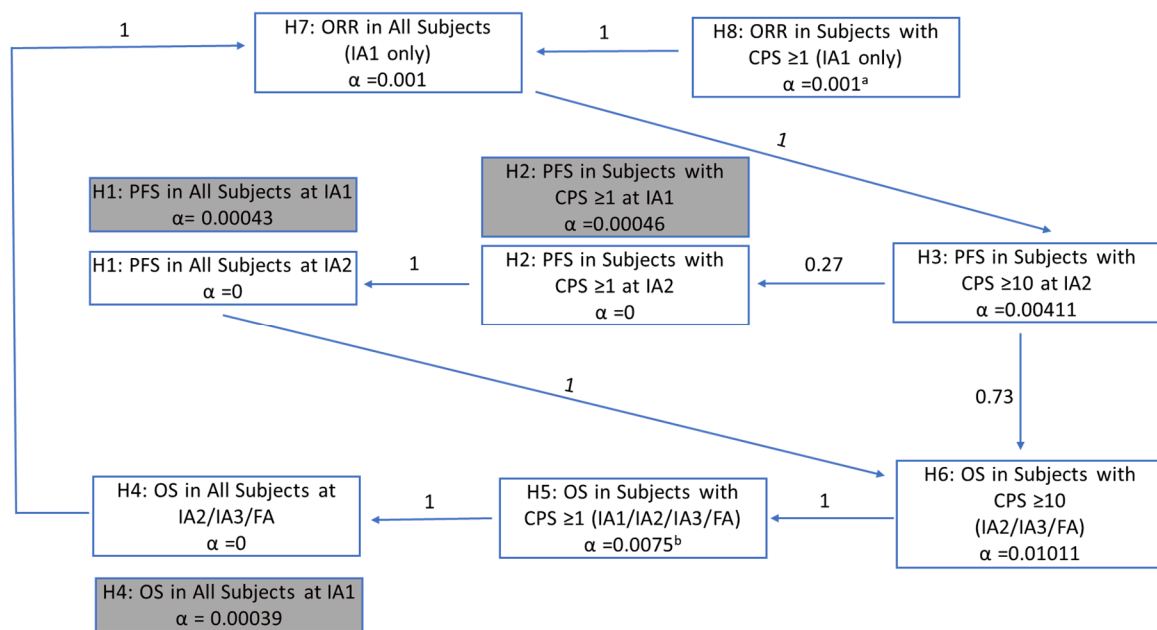 1
H7: ORR in All Subjects
(IA1 only)
α =0.001
1
H8: ORR in Subjects with
CPS ≥1 (IA1 only)
α =0.001ᵃ
1
H1: PFS in All Subjects at IA1
α= 0.00043
H2: PFS in Subjects with
CPS ≥1 at IA1
α =0.00046
H1: PFS in All Subjects at IA2
α =0
1
H2: PFS in Subjects with
CPS ≥1 at IA2
α =0
0.27
H3: PFS in Subjects with
CPS ≥10 at IA2
α =0.00411
1
0.73
H4: OS in All Subjects at
IA2/IA3/FA
α =0
1
H5: OS in Subjects with
CPS ≥1 (IA1/IA2/IA3/FA)
α =0.0075ᵇ
1
H6: OS in Subjects with
CPS ≥10
(IA2/IA3/FA)
α =0.01011
H4: OS in All Subjects at IA1
α = 0.00039